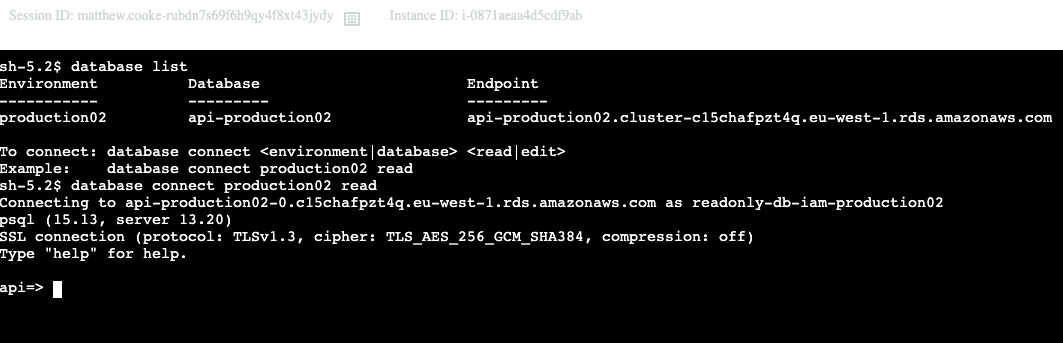 Session ID: matthew.cooke-rubdn7s69f6h9qy4f8xt43jydy Instance ID: i-0871aeaa4d5cdf9ab
sh-5.2$ database list
Environment Database Endpoint
----------- --------- ---------
production02 api-production02 api-production02.cluster-c15chafpzt4q.eu-west-1.rds.amazonaws.com
To connect: database connect <environment|database> <read|edit>
Example: database connect production02 read
sh-5.2$ database connect production02 read
Connecting to api-production02-0.c15chafpzt4q.eu-west-1.rds.amazonaws.com as readonly-db-iam-production02
psql (15.13, server 13.20)
SSL connection (protocol: TLSv1.3, cipher: TLS_AES_256_GCM_SHA384, compression: off)
Type "help" for help.
api=>